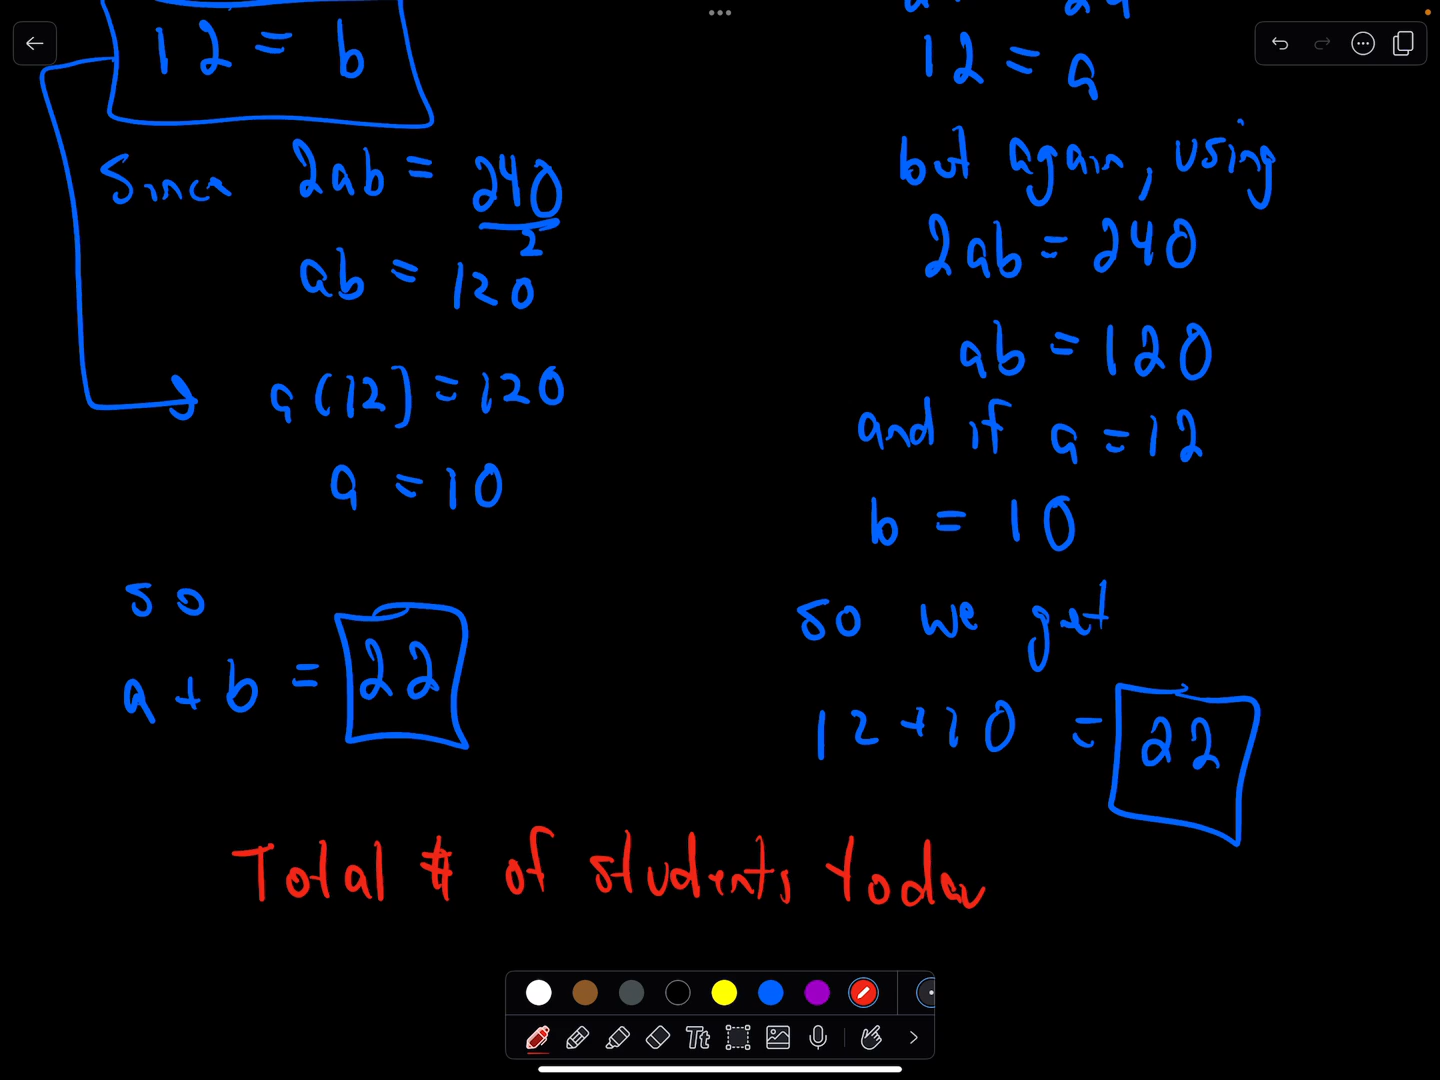 12 = b
Since 2ab = 240
2
ab = 120
a(12) = 120
a = 10
so
a + b = 22
12 = a
but again, using
2ab = 240
ab = 120
and if a = 12
b = 10
so we get
12 + 10 = 22
Total # of students today
Tt